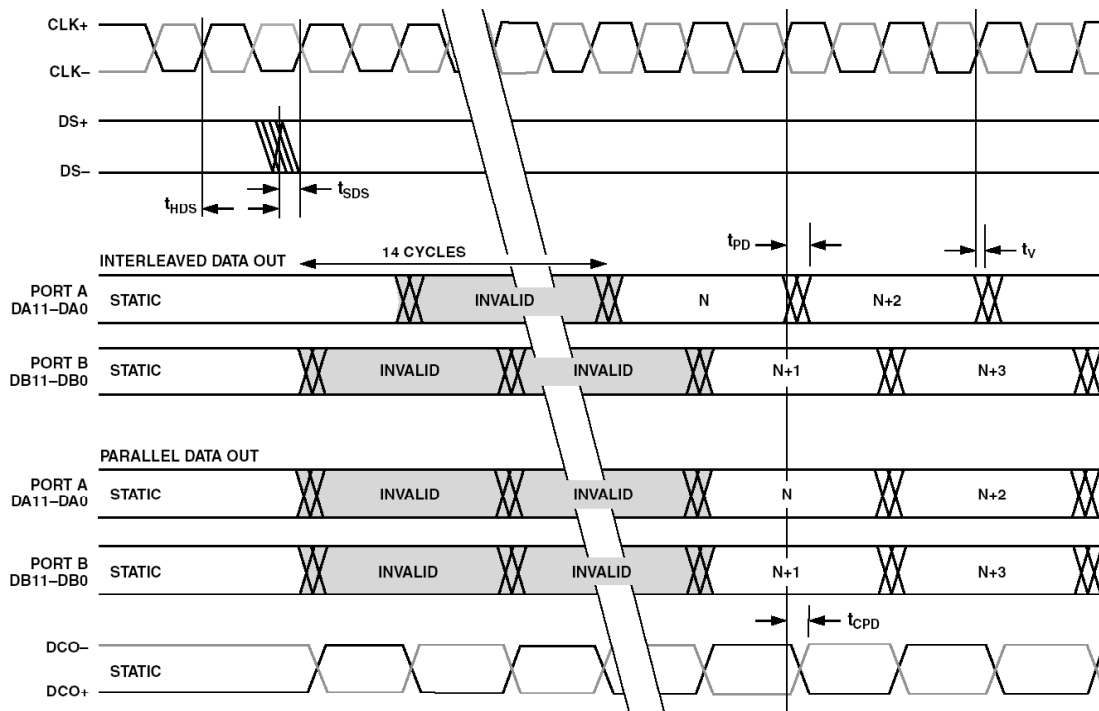 CLK+
CLK–
DS+
DS–
tHDS
tSDS
tPD
tV
14 CYCLES
INTERLEAVED DATA OUT
PORT A
DA11–DA0
STATIC
INVALID
N
N+2
PORT B
DB11–DB0
STATIC
INVALID
INVALID
N+1
N+3
PARALLEL DATA OUT
PORT A
DA11–DA0
STATIC
INVALID
INVALID
N
N+2
PORT B
DB11–DB0
STATIC
INVALID
INVALID
N+1
N+3
tCPD
DCO–
STATIC
DCO+